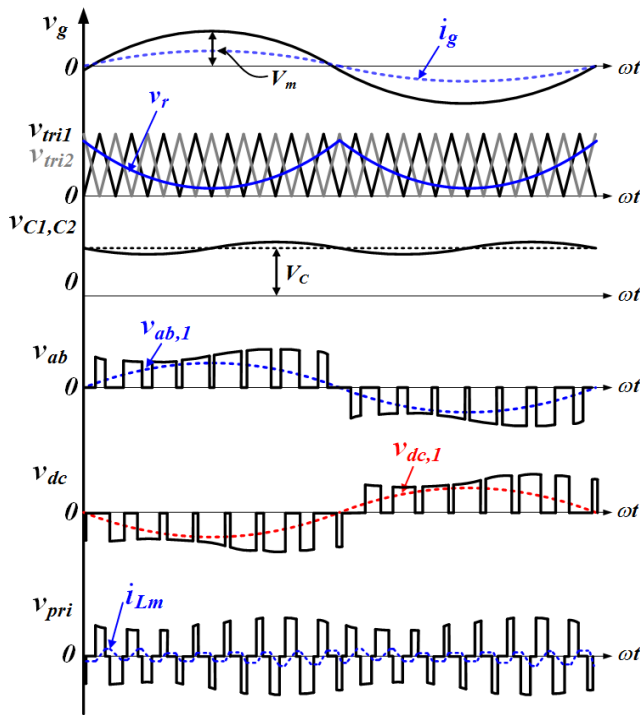 v_g
i_g
0
V_m
ωt
v_tri1
v_r
v_tri2
0
ωt
v_C1,C2
V_C
0
ωt
v_ab
v_ab,1
0
ωt
v_dc
v_dc,1
0
ωt
v_pri
i_Lm
0
ωt